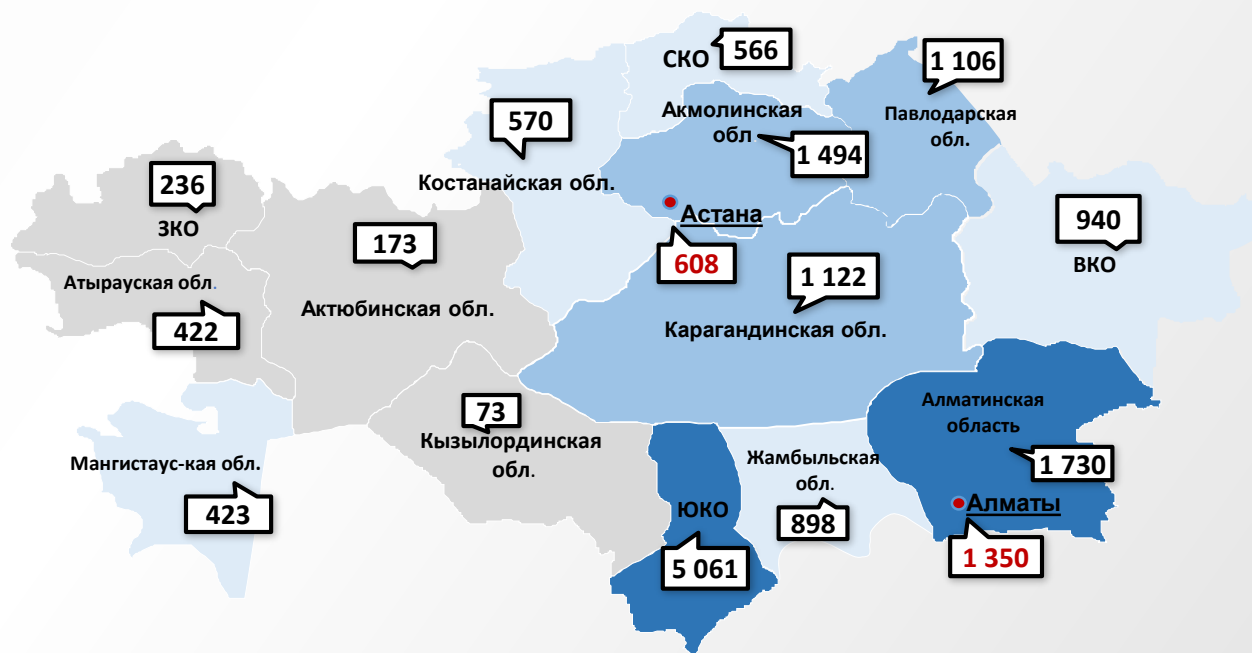 СКО
566
1 106
Акмолинская
обл
Павлодарская
обл.
570
1 494
Костанайская обл.
236
ЗКО
Астана
173
940
608
ВКО
Атырауская обл.
1 122
422
Актюбинская обл.
Карагандинская обл.
73
Алматинская
область
Кызылординская
обл.
Жамбыльская
обл.
1 730
Мангистаус-кая обл.
423
ЮКО
898
Алматы
5 061
1 350